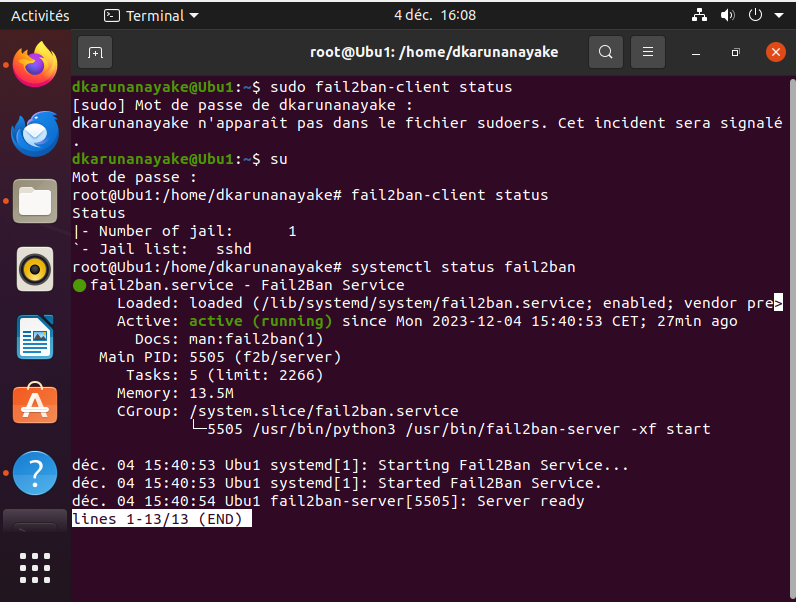 Activités Terminal 4 déc. 16:08
root@Ubu1: /home/dkarunanayake
dkarunanayake@Ubu1:~$ sudo fail2ban-client status
[sudo] Mot de passe de dkarunanayake :
dkarunanayake n'apparaît pas dans le fichier sudoers. Cet incident sera signalé
.
dkarunanayake@Ubu1:~$ su
Mot de passe :
root@Ubu1:/home/dkarunanayake# fail2ban-client status
Status
|- Number of jail:      1
`- Jail list:   sshd
root@Ubu1:/home/dkarunanayake# systemctl status fail2ban
● fail2ban.service - Fail2Ban Service
     Loaded: loaded (/lib/systemd/system/fail2ban.service; enabled; vendor pre>
     Active: active (running) since Mon 2023-12-04 15:40:53 CET; 27min ago
       Docs: man:fail2ban(1)
   Main PID: 5505 (f2b/server)
      Tasks: 5 (limit: 2266)
     Memory: 13.5M
     CGroup: /system.slice/fail2ban.service
             └─5505 /usr/bin/python3 /usr/bin/fail2ban-server -xf start
déc. 04 15:40:53 Ubu1 systemd[1]: Starting Fail2Ban Service...
déc. 04 15:40:53 Ubu1 systemd[1]: Started Fail2Ban Service.
déc. 04 15:40:54 Ubu1 fail2ban-server[5505]: Server ready
lines 1-13/13 (END)